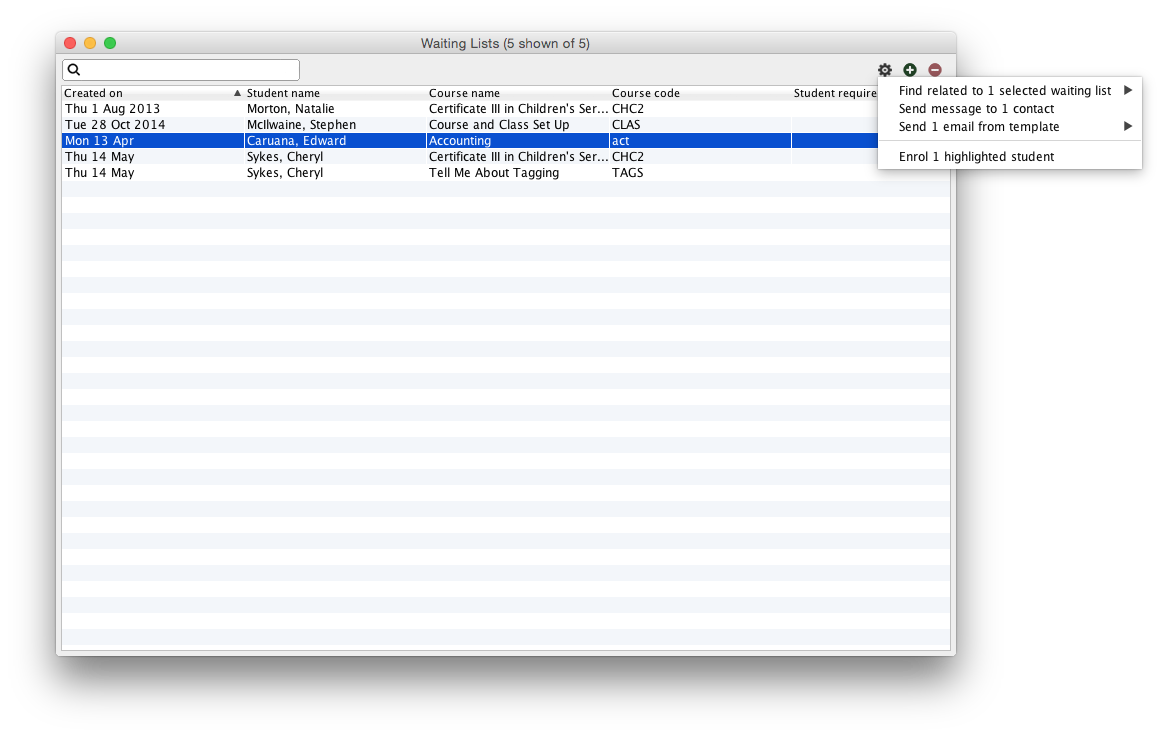 Waiting Lists (5 shown of 5)
Created on Student name Course name Course code Student require
Thu 1 Aug 2013 Morton, Natalie Certificate III in Children's Ser... CHC2
Tue 28 Oct 2014 McIlwaine, Stephen Course and Class Set Up CLAS
Mon 13 Apr Caruana, Edward Accounting act
Thu 14 May Sykes, Cheryl Certificate III in Children's Ser... CHC2
Thu 14 May Sykes, Cheryl Tell Me About Tagging TAGS
Find related to 1 selected waiting list
Send message to 1 contact
Send 1 email from template
Enrol 1 highlighted student